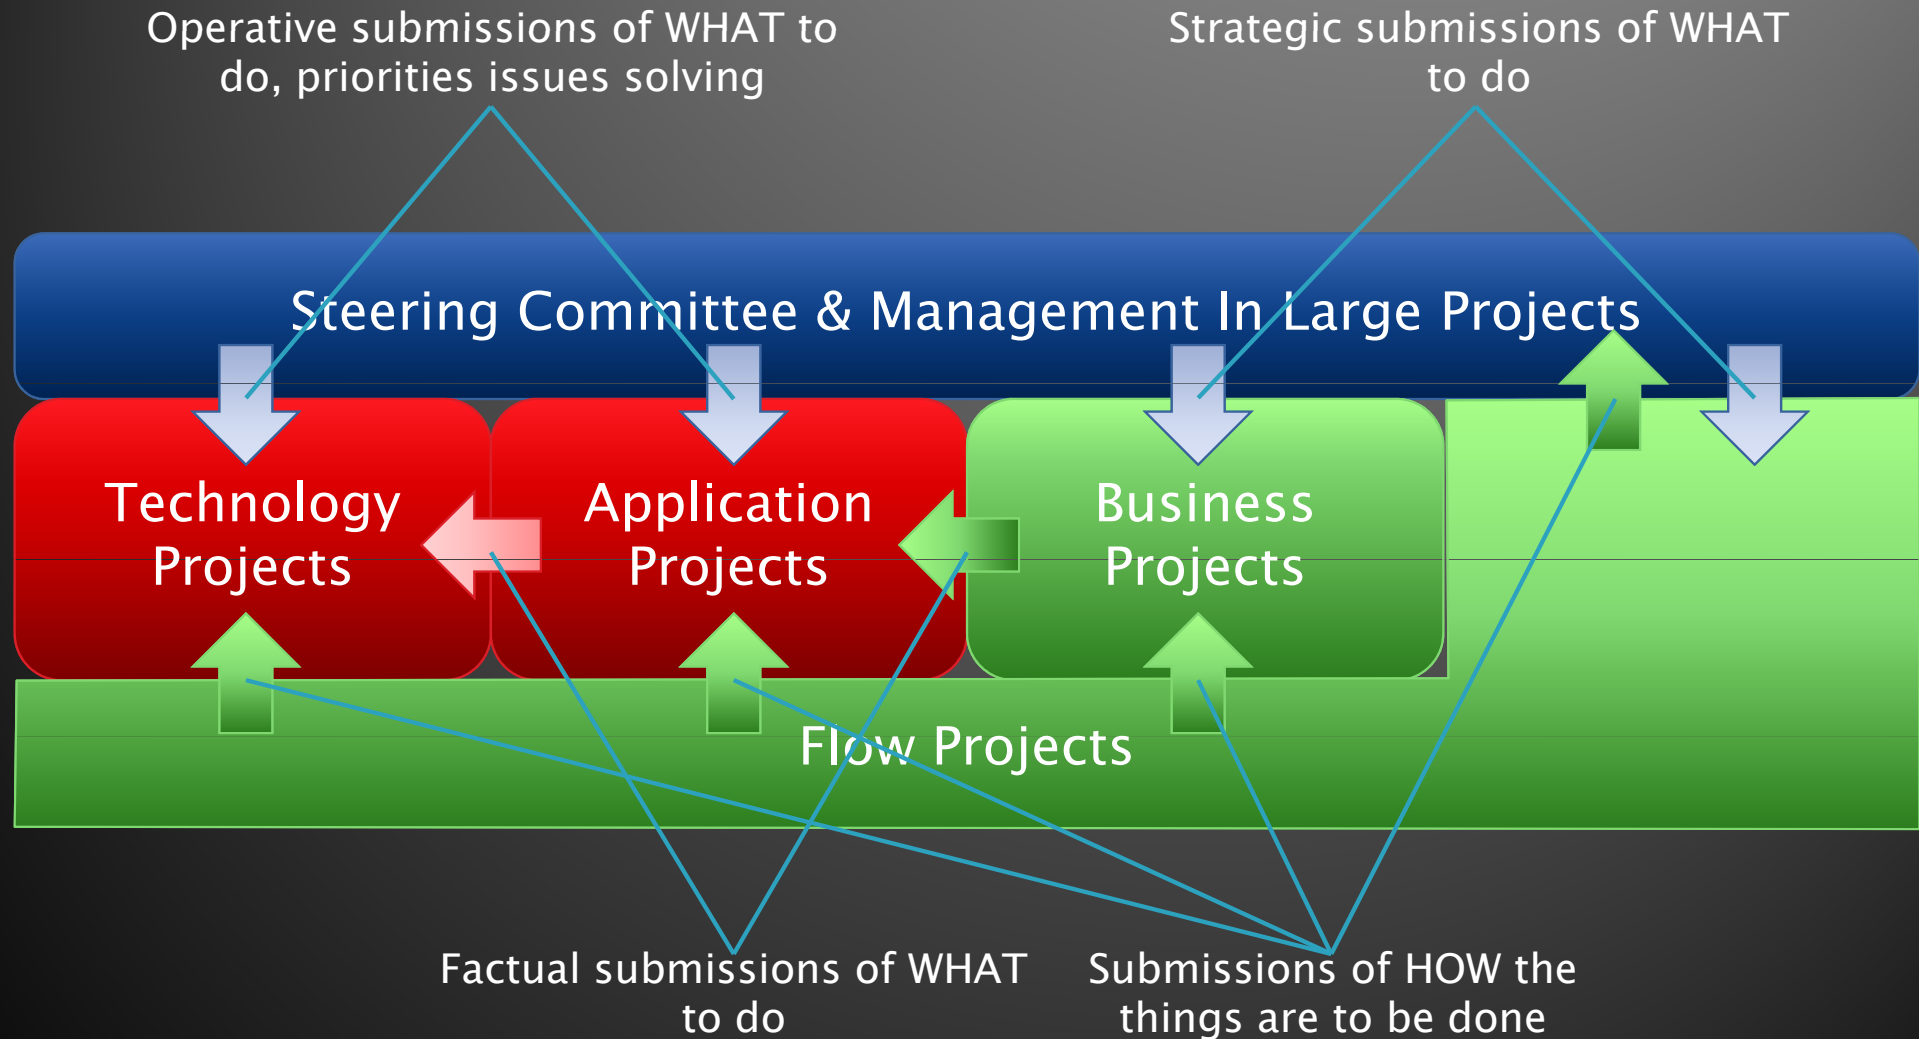 Operative submissions of WHAT to
do, priorities issues solving
Strategic submissions of WHAT
to do
Steering Committee & Management In Large Projects
Technology
Projects
Application
Projects
Business
Projects
Flow Projects
Factual submissions of WHAT
to do
Submissions of HOW the
things are to be done